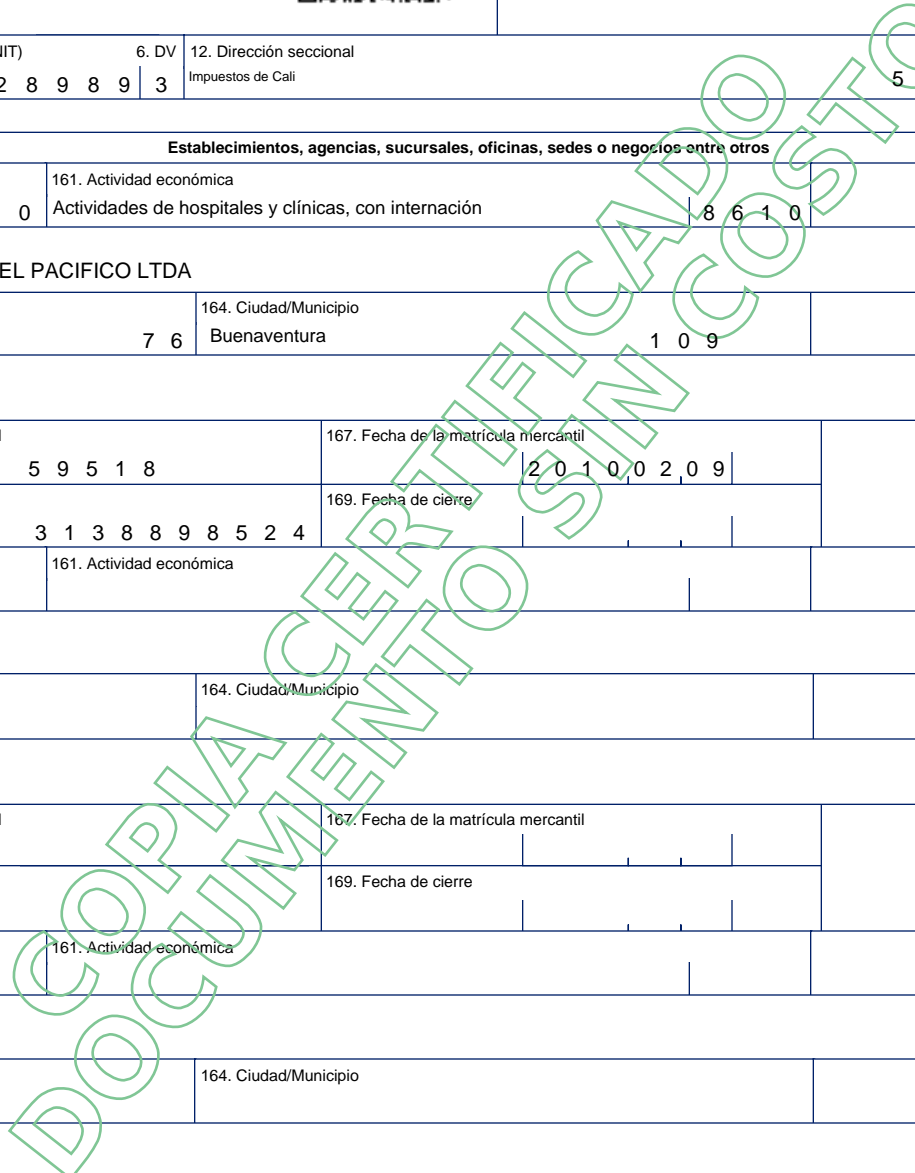 NIT) 6. DV 12. Dirección seccional
2 8 9 8 9 3 Impuestos de Cali 5
Establecimientos, agencias, sucursales, oficinas, sedes o negocios entre otros
161. Actividad económica
0 Actividades de hospitales y clínicas, con internación 8 6 1 0
EL PACIFICO LTDA
164. Ciudad/Municipio
7 6 Buenaventura 1 0 9
167. Fecha de la matrícula mercantil
5 9 5 1 8 2 0 1 0 0 2 0 9
169. Fecha de cierre
3 1 3 8 8 9 8 5 2 4
161. Actividad económica
164. Ciudad/Municipio
167. Fecha de la matrícula mercantil
169. Fecha de cierre
161. Actividad económica
164. Ciudad/Municipio
COPIA CERTIFICADO
DOCUMENTO SIN COSTO